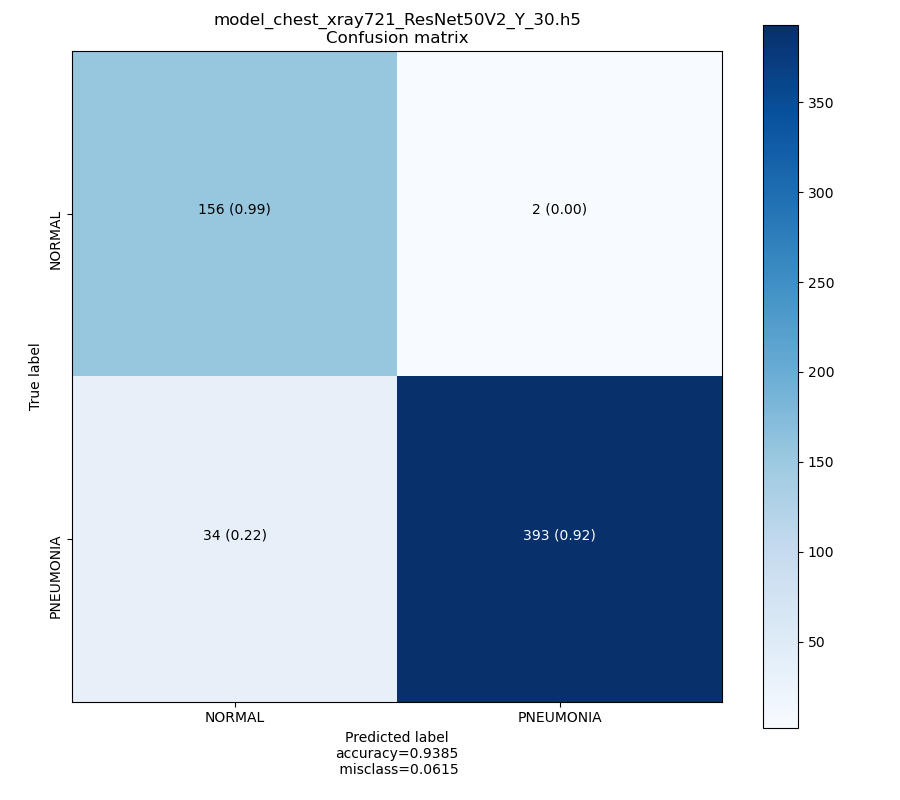 model_chest_xray721_ResNet50V2_Y_30.h5
Confusion matrix
350
300
250
200
150
100
50
True label
NORMAL
156 (0.99)
2 (0.00)
PNEUMONIA
34 (0.22)
393 (0.92)
NORMAL
PNEUMONIA
Predicted label
accuracy=0.9385
misclass=0.0615